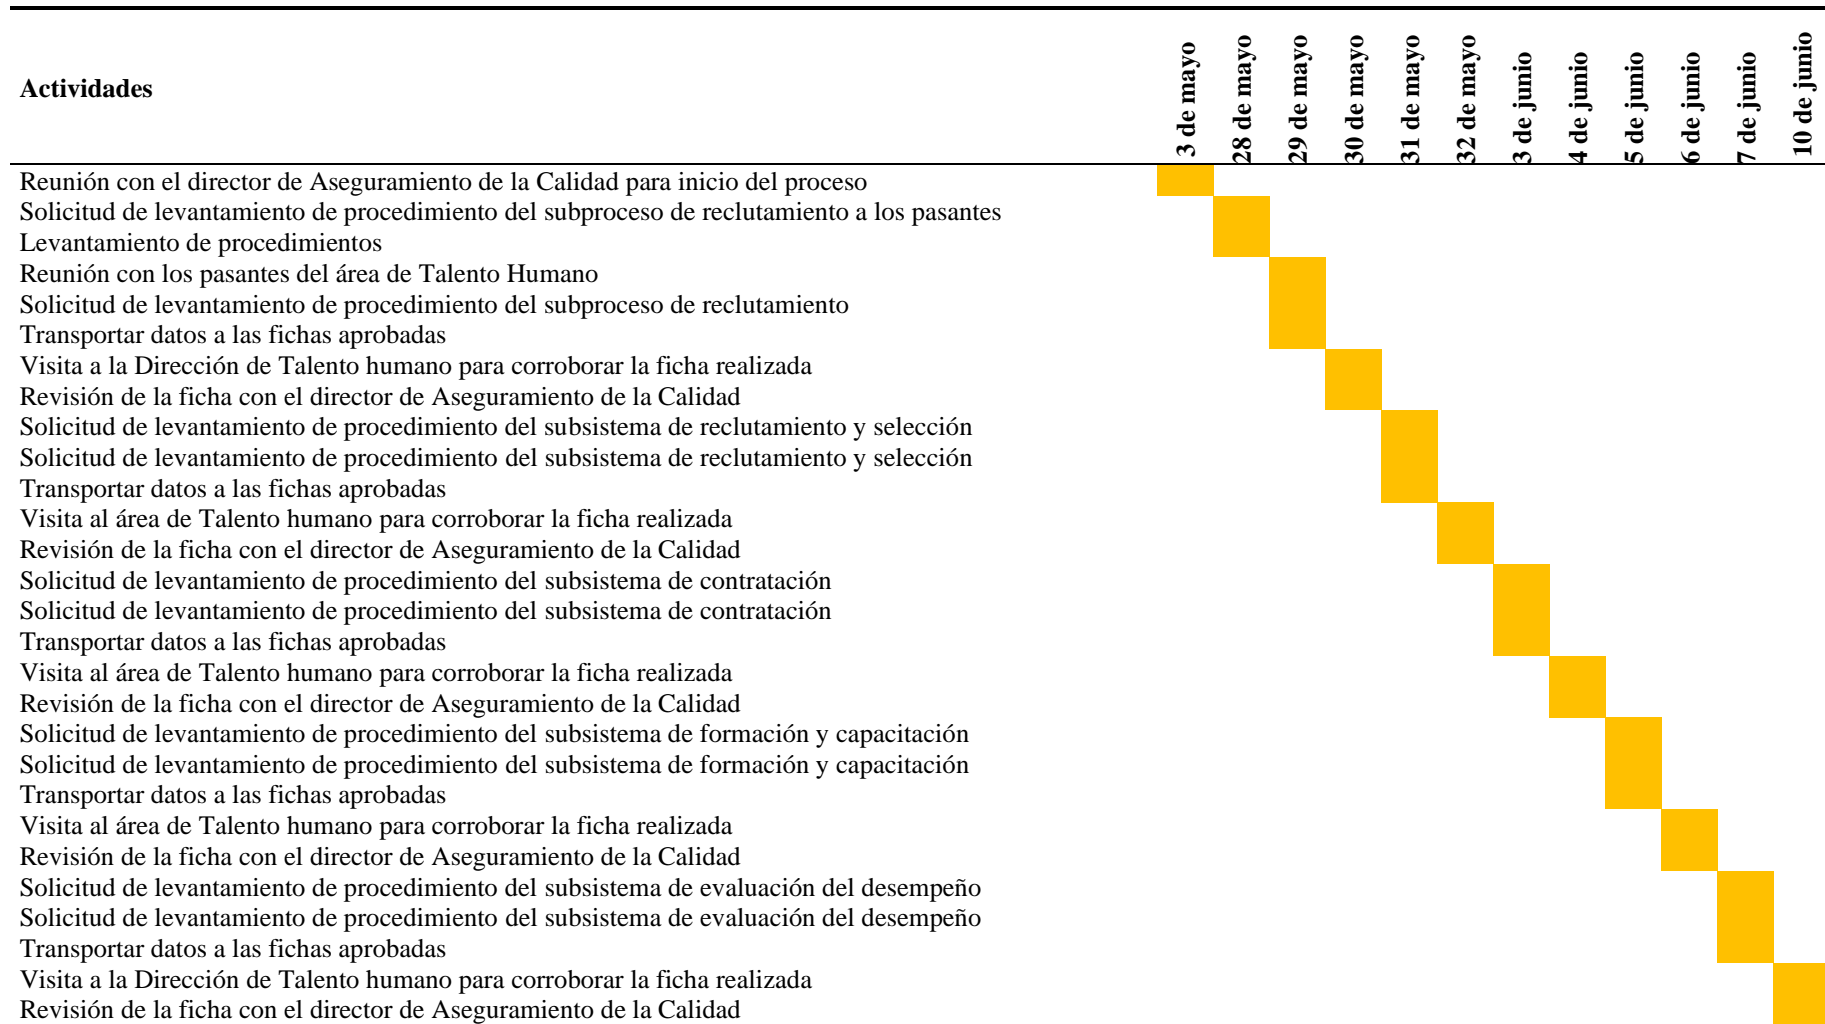 Actividades
3 de mayo
28 de mayo
29 de mayo
30 de mayo
31 de mayo
32 de mayo
3 de junio
4 de junio
5 de junio
6 de junio
7 de junio
10 de junio
Reunión con el director de Aseguramiento de la Calidad para inicio del proceso
Solicitud de levantamiento de procedimiento del subproceso de reclutamiento a los pasantes
Levantamiento de procedimientos
Reunión con los pasantes del área de Talento Humano
Solicitud de levantamiento de procedimiento del subproceso de reclutamiento
Transportar datos a las fichas aprobadas
Visita a la Dirección de Talento humano para corroborar la ficha realizada
Revisión de la ficha con el director de Aseguramiento de la Calidad
Solicitud de levantamiento de procedimiento del subsistema de reclutamiento y selección
Solicitud de levantamiento de procedimiento del subsistema de reclutamiento y selección
Transportar datos a las fichas aprobadas
Visita al área de Talento humano para corroborar la ficha realizada
Revisión de la ficha con el director de Aseguramiento de la Calidad
Solicitud de levantamiento de procedimiento del subsistema de contratación
Solicitud de levantamiento de procedimiento del subsistema de contratación
Transportar datos a las fichas aprobadas
Visita al área de Talento humano para corroborar la ficha realizada
Revisión de la ficha con el director de Aseguramiento de la Calidad
Solicitud de levantamiento de procedimiento del subsistema de formación y capacitación
Solicitud de levantamiento de procedimiento del subsistema de formación y capacitación
Transportar datos a las fichas aprobadas
Visita al área de Talento humano para corroborar la ficha realizada
Revisión de la ficha con el director de Aseguramiento de la Calidad
Solicitud de levantamiento de procedimiento del subsistema de evaluación del desempeño
Solicitud de levantamiento de procedimiento del subsistema de evaluación del desempeño
Transportar datos a las fichas aprobadas
Visita a la Dirección de Talento humano para corroborar la ficha realizada
Revisión de la ficha con el director de Aseguramiento de la Calidad